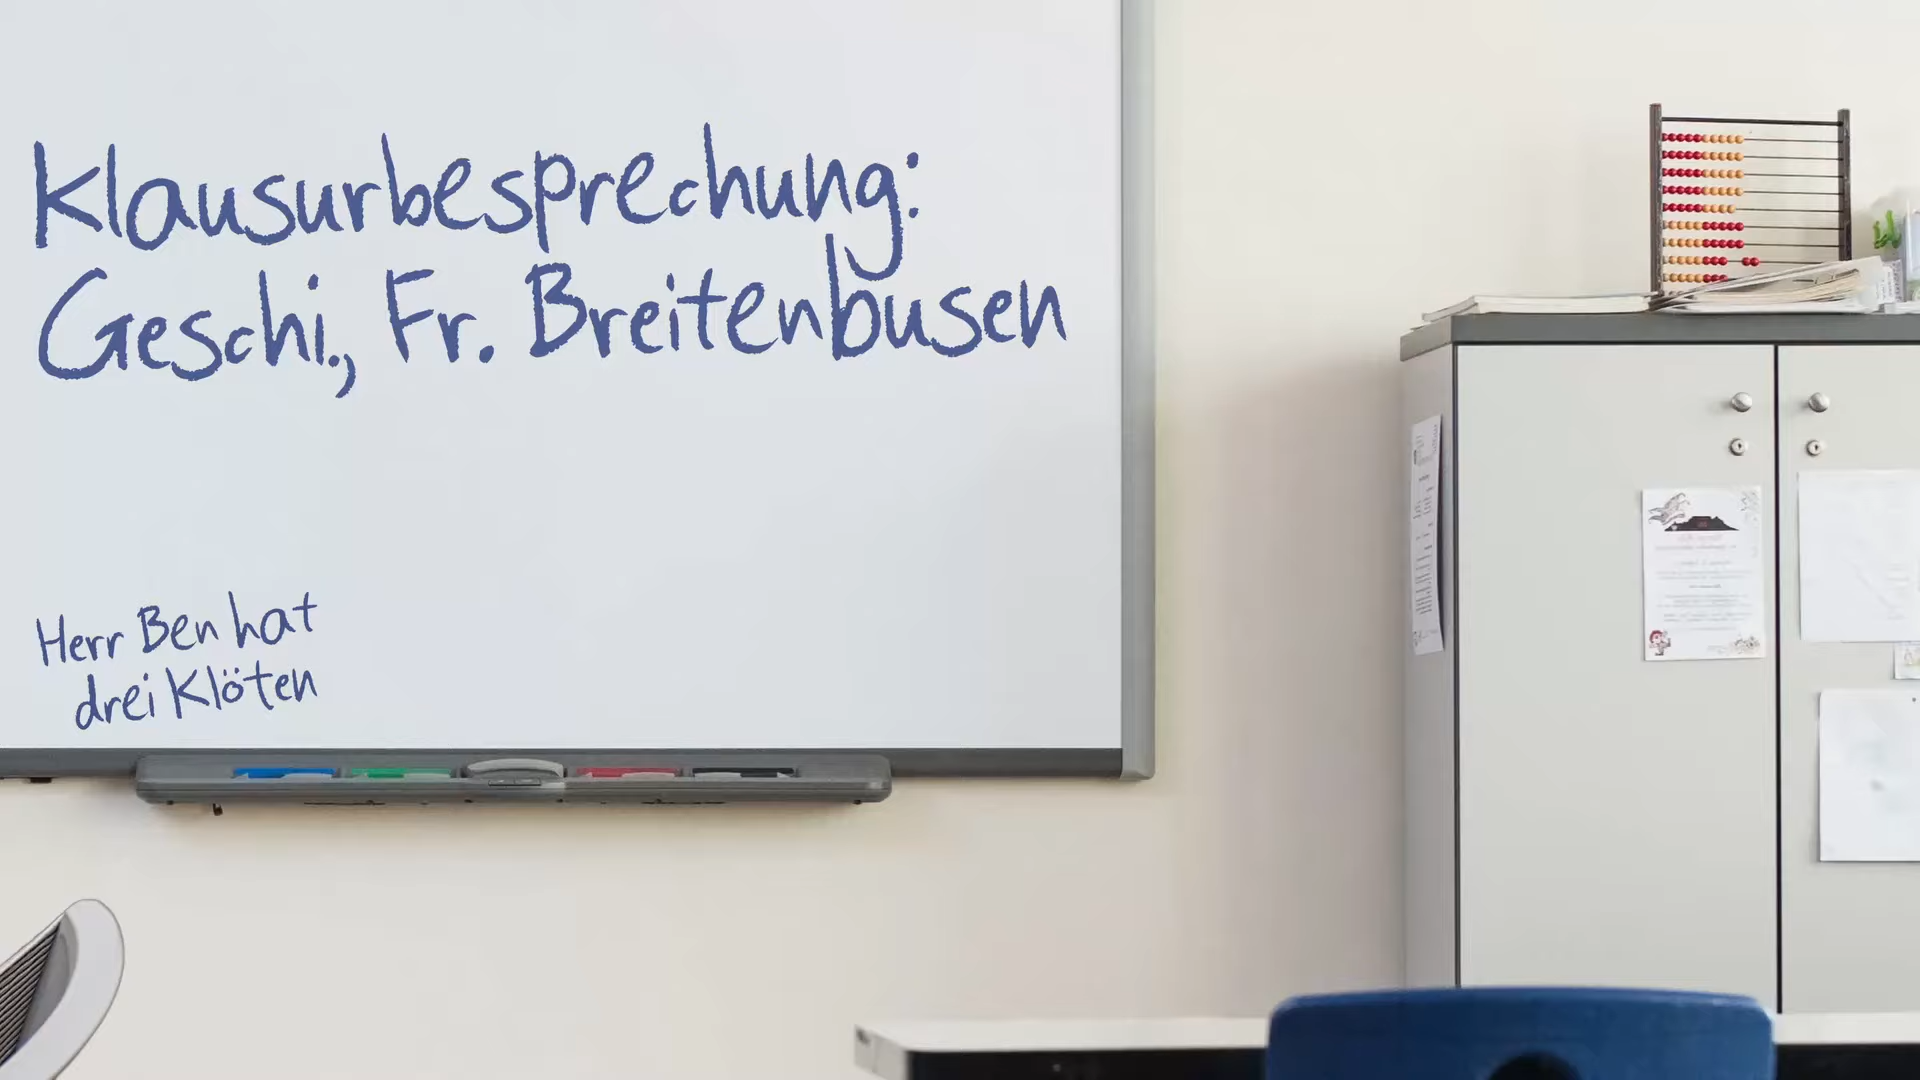 Klausurbesprechung:
Geschi., Fr. Breitenbusen
Herr Ben hat
drei Klöten